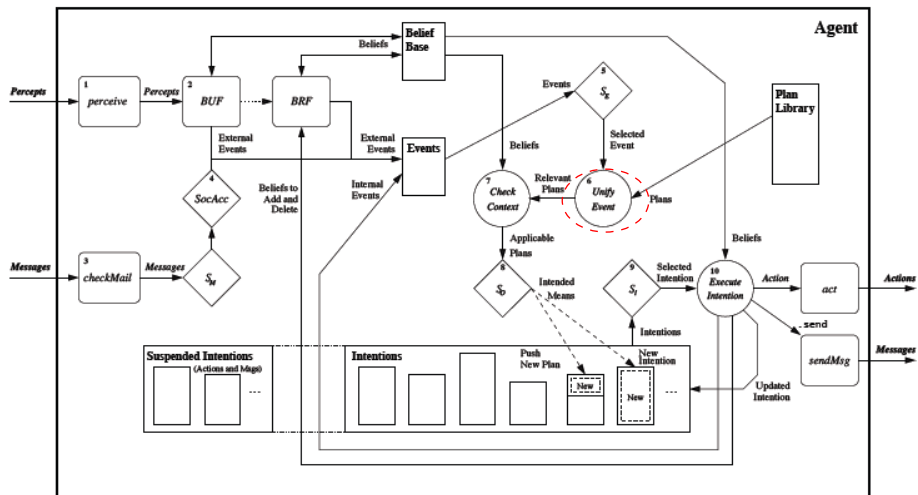 Agent
Belief
Base
Beliefs
Percepts
1
perceive
Percepts
2
BUF
BRF
Events
5
S_E
Plan
Library
External
Events
External
Events
Events
Selected
Event
4
SocAcc
Beliefs to
Add and
Delete
Internal
Events
Beliefs
7
Check
Context
Relevant
Plans
6
Unify
Event
Plans
Messages
3
checkMail
Messages
S_M
Applicable
Plans
8
S_O
Intended
Means
9
S_I
Selected
Intention
Beliefs
10
Execute
Intention
Action
act
Actions
.send
sendMsg
Messages
Intentions
Suspended Intentions
(Actions and Msgs)
...
Intentions
Push
New Plan
New
New
Intention
New
...
Updated
Intention